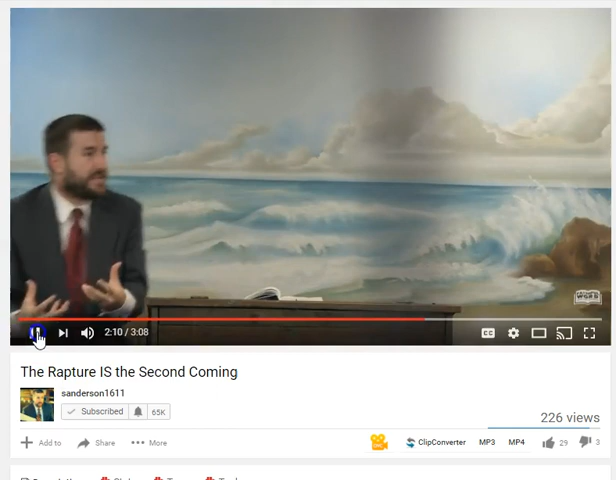 2:10 / 3:08
The Rapture IS the Second Coming
sanderson1611
Subscribed 65K
226 views
Add to Share More ClipConverter MP3 MP4 29 3